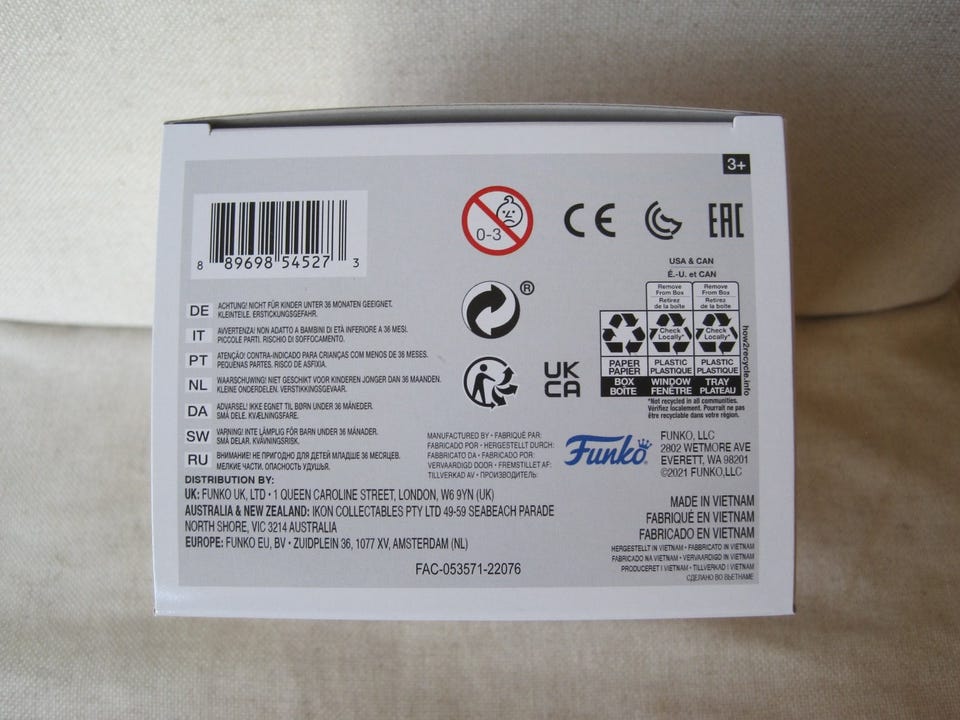 3+
8 89698 54527 3
0-3
CE
EAC
®
UK
CA
USA & CAN
É.-U. et CAN
Remove
From Box
Retirez
de la boîte
Remove
From Box
Retirez
de la boîte
Check
Locally*
Check
Locally*
PAPER
PAPIER
PLASTIC
PLASTIQUE
PLASTIC
PLASTIQUE
BOX
BOÎTE
WINDOW
FENÊTRE
TRAY
PLATEAU
how2recycle.info
*Not recycled in all communities.
Vérifiez localement. Pourrait ne pas
être recyclable dans votre région.
DE ACHTUNG! NICHT FÜR KINDER UNTER 36 MONATEN GEEIGNET.
KLEINTEILE. ERSTICKUNGSGEFAHR.
IT AVVERTENZA! NON ADATTO A BAMBINI DI ETÀ INFERIORE A 36 MESI.
PICCOLE PARTI. RISCHIO DI SOFFOCAMENTO.
PT ATENÇÃO! CONTRA-INDICADO PARA CRIANÇAS COM MENOS DE 36 MESES.
PEQUENAS PARTES. RISCO DE ASFIXIA.
NL WAARSCHUWING! NIET GESCHIKT VOOR KINDEREN JONGER DAN 36 MAANDEN.
KLEINE ONDERDELEN. VERSTIKKINGSGEVAAR.
DA ADVARSEL! IKKE EGNET TIL BØRN UNDER 36 MÅNEDER.
SMÅ DELE. KVÆLNINGSFARE.
SW VARNING! INTE LÄMPLIG FÖR BARN UNDER 36 MÅNADER.
SMÅ DELAR. KVÄVNINGSRISK.
RU ВНИМАНИЕ! НЕ ПРИГОДНО ДЛЯ ДЕТЕЙ МЛАДШЕ 36 МЕСЯЦЕВ.
МЕЛКИЕ ЧАСТИ. ОПАСНОСТЬ УДУШЬЯ.
MANUFACTURED BY • FABRIQUÉ PAR:
FABRICADO POR • HERGESTELLT DURCH:
FABBRICATO DA • FABRICADO POR:
VERVAARDIGD DOOR • FREMSTILLET AF:
TILLVERKAD AV • ПРОИЗВОДИТЕЛЬ:
Funko
FUNKO, LLC
2802 WETMORE AVE
EVERETT, WA 98201
©2021 FUNKO,LLC
DISTRIBUTION BY:
UK: FUNKO UK, LTD • 1 QUEEN CAROLINE STREET, LONDON, W6 9YN (UK)
AUSTRALIA & NEW ZEALAND: IKON COLLECTABLES PTY LTD 49-59 SEABEACH PARADE
NORTH SHORE, VIC 3214 AUSTRALIA
EUROPE: FUNKO EU, BV • ZUIDPLEIN 36, 1077 XV, AMSTERDAM (NL)
MADE IN VIETNAM
FABRIQUÉ EN VIETNAM
FABRICADO EN VIETNAM
HERGESTELLT IN VIETNAM • FABBRICATO IN VIETNAM
FABRICADO NA VIETNAM • VERVAARDIGD IN VIETNAM
PRODUCERET I VIETNAM • TILLVERKAD I VIETNAM
СДЕЛАНО ВО ВЬЕТНАМЕ
FAC-053571-22076